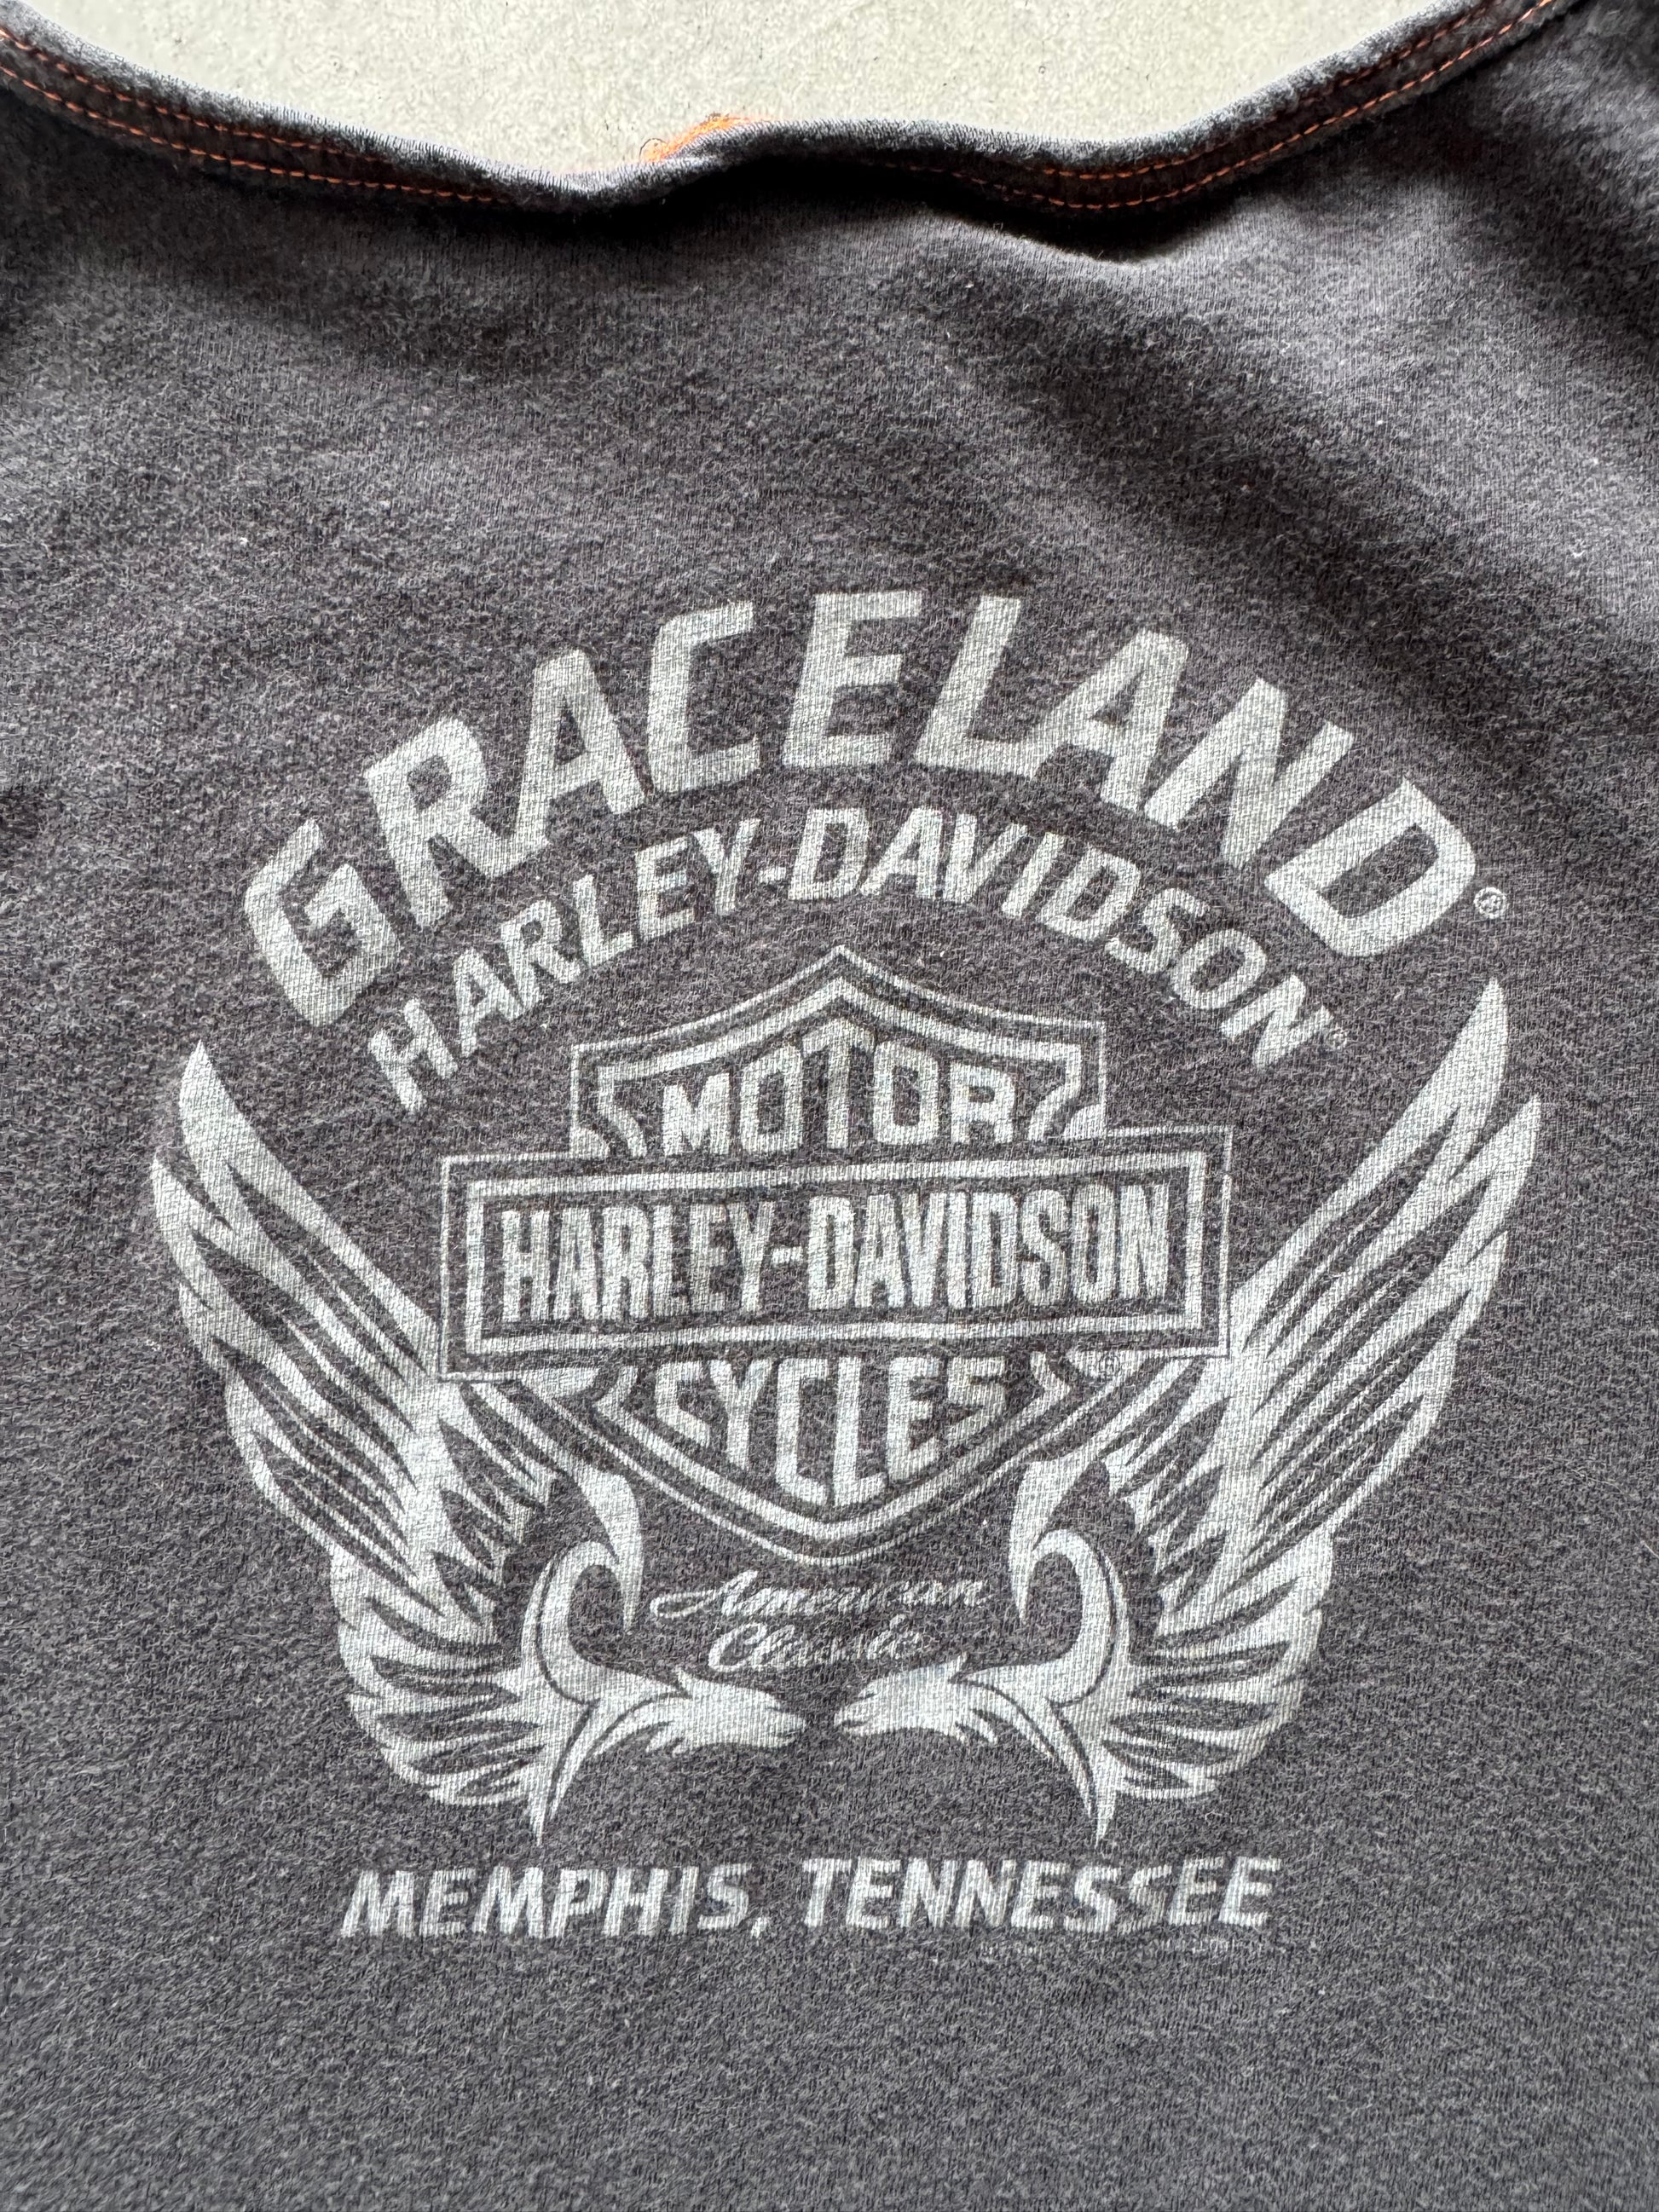 GRACELAND®
HARLEY-DAVIDSON®
MOTOR
HARLEY-DAVIDSON
CYCLES ®
American
Classic
MEMPHIS, TENNESSEE